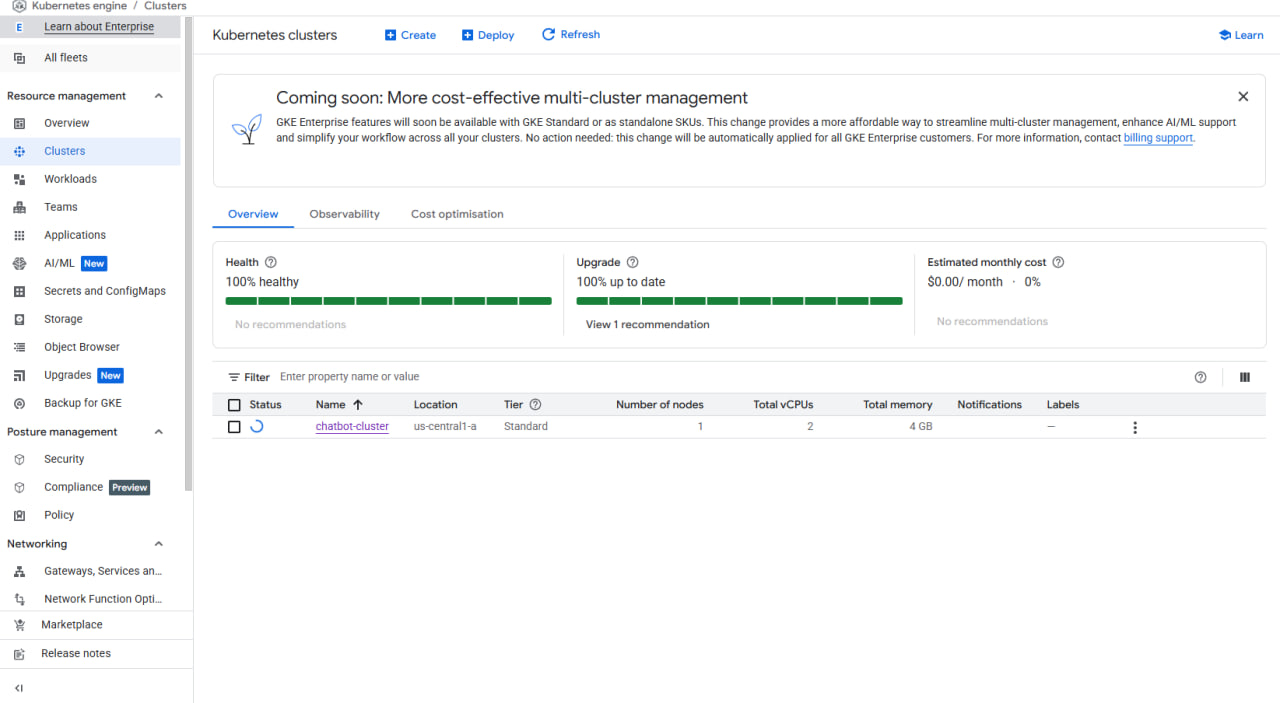 Kubernetes engine / Clusters
E Learn about Enterprise
All fleets
Resource management
Overview
Clusters
Workloads
Teams
Applications
AI/ML New
Secrets and ConfigMaps
Storage
Object Browser
Upgrades New
Backup for GKE
Posture management
Security
Compliance Preview
Policy
Networking
Gateways, Services an...
Network Function Opti...
Marketplace
Release notes
Kubernetes clusters Create Deploy Refresh Learn
Coming soon: More cost-effective multi-cluster management
GKE Enterprise features will soon be available with GKE Standard or as standalone SKUs. This change provides a more affordable way to streamline multi-cluster management, enhance AI/ML support
and simplify your workflow across all your clusters. No action needed: this change will be automatically applied for all GKE Enterprise customers. For more information, contact billing support.
Overview Observability Cost optimisation
Health
100% healthy
No recommendations
Upgrade
100% up to date
View 1 recommendation
Estimated monthly cost
$0.00/ month · 0%
No recommendations
Filter Enter property name or value
Status Name Location Tier Number of nodes Total vCPUs Total memory Notifications Labels
chatbot-cluster us-central1-a Standard 1 2 4 GB –